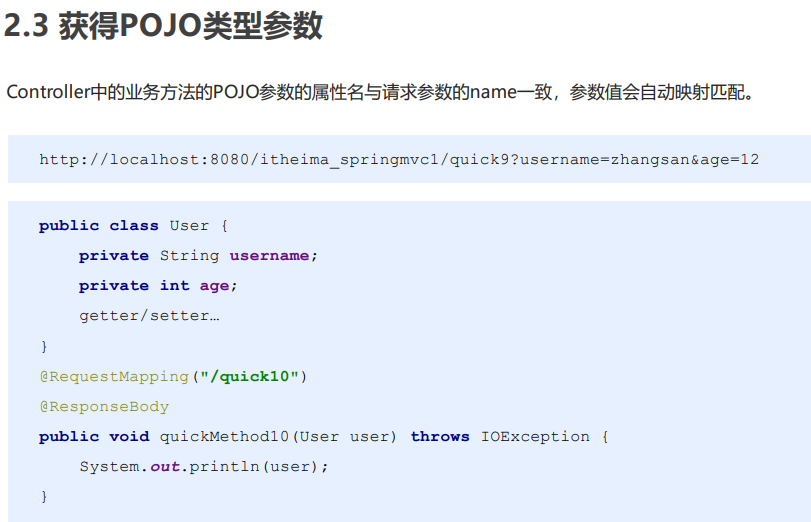 2.3 获得POJO类型参数
Controller中的业务方法的POJO参数的属性名与请求参数的name一致，参数值会自动映射匹配。
http://localhost:8080/itheima_springmvc1/quick9?username=zhangsan&age=12
public class User {
    private String username;
    private int age;
    getter/setter…
}
@RequestMapping("/quick10")
@ResponseBody
public void quickMethod10(User user) throws IOException {
    System.out.println(user);
}